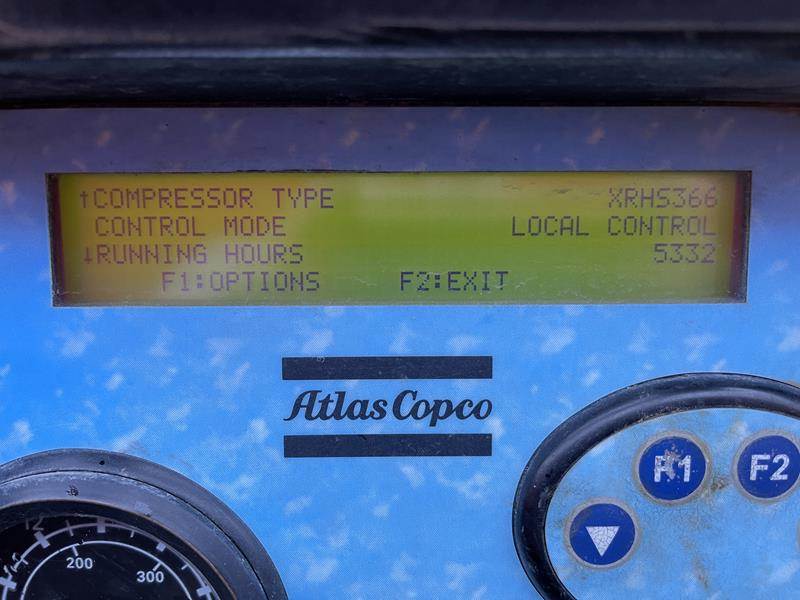 ↑COMPRESSOR TYPE XRHS366
CONTROL MODE LOCAL CONTROL
↓RUNNING HOURS 5332
F1:OPTIONS F2:EXIT
Atlas Copco
F1 F2
12
200 300